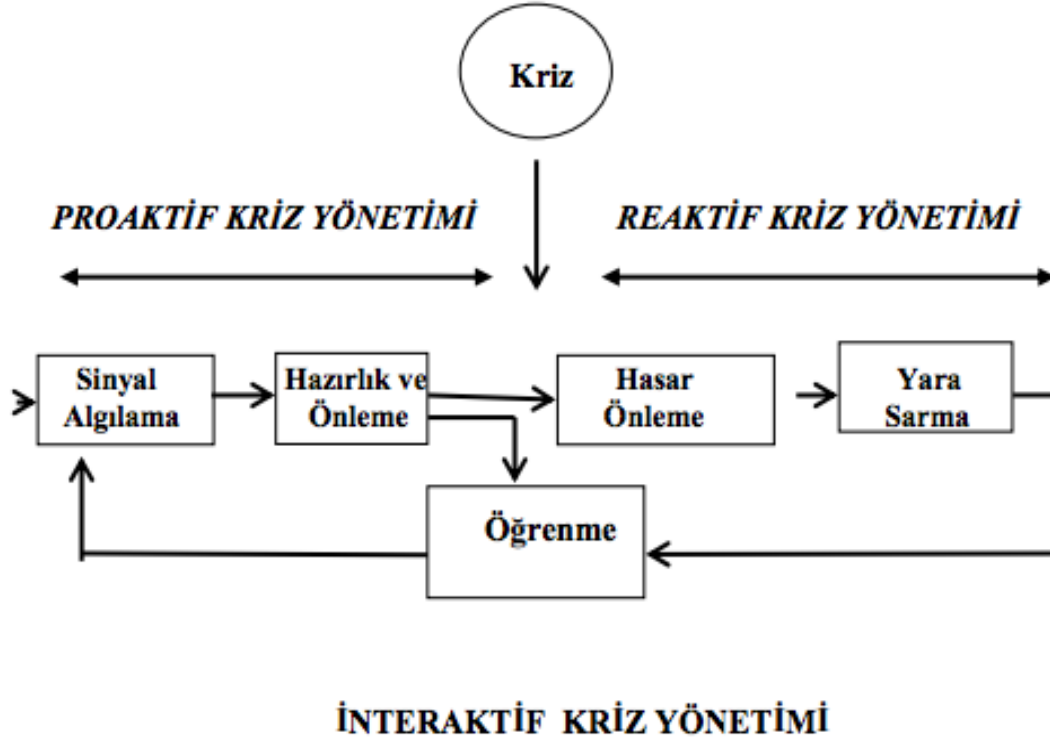 Kriz
PROAKTİF KRİZ YÖNETİMİ
REAKTİF KRİZ YÖNETİMİ
Sinyal
Algılama
Hazırlık ve
Önleme
Hasar
Önleme
Yara
Sarma
Öğrenme
İNTERAKTİF KRİZ YÖNETİMİ